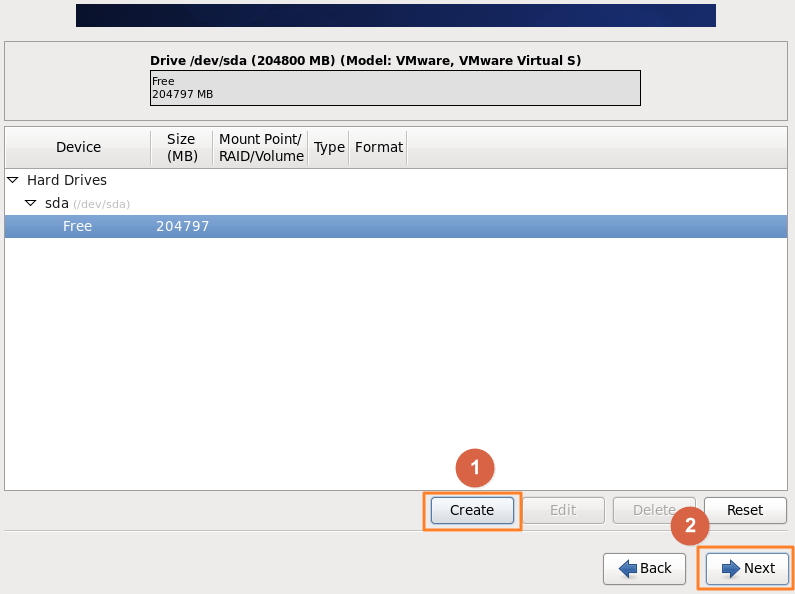 Drive /dev/sda (204800 MB) (Model: VMware, VMware Virtual S)
Free
204797 MB
Device Size (MB) Mount Point/ RAID/Volume Type Format
Hard Drives
sda (/dev/sda)
Free 204797
1
Create Edit Delete Reset
2
Back Next